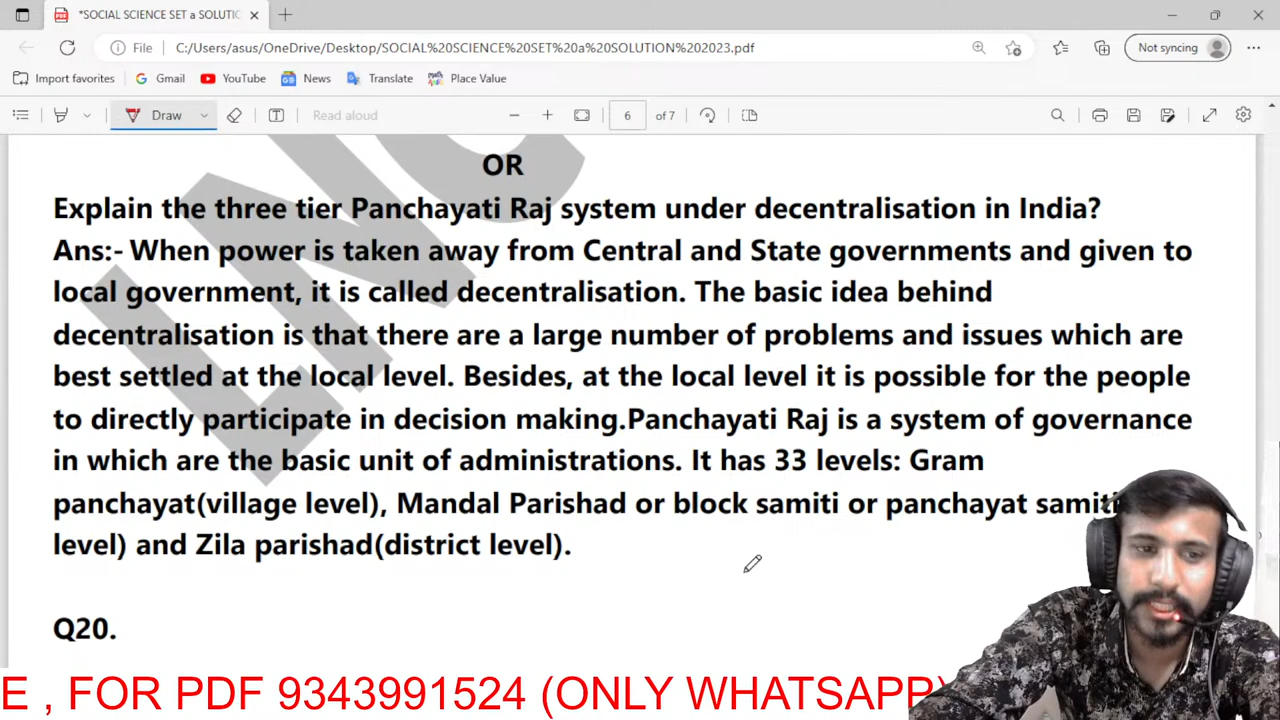 *SOCIAL SCIENCE SET a SOLUTIC
File C:/Users/asus/OneDrive/Desktop/SOCIAL%20SCIENCE%20SET%20a%20SOLUTION%202023.pdf
Not syncing
Import favorites Gmail YouTube News Translate Place Value
Draw Read aloud 6 of 7
OR
Explain the three tier Panchayati Raj system under decentralisation in India?
Ans:- When power is taken away from Central and State governments and given to
local government, it is called decentralisation. The basic idea behind
decentralisation is that there are a large number of problems and issues which are
best settled at the local level. Besides, at the local level it is possible for the people
to directly participate in decision making.Panchayati Raj is a system of governance
in which are the basic unit of administrations. It has 33 levels: Gram
panchayat(village level), Mandal Parishad or block samiti or panchayat samiti
level) and Zila parishad(district level).
Q20.
E , FOR PDF 9343991524 (ONLY WHATSAPP)